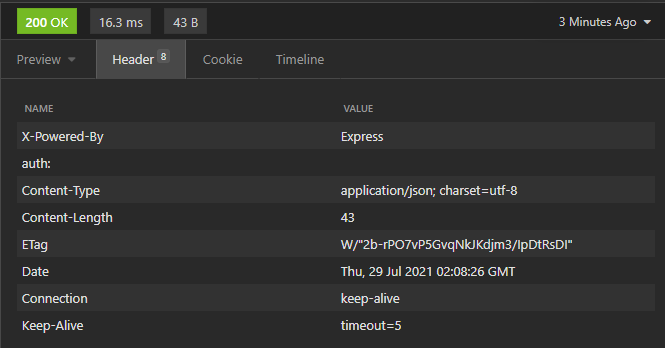 200 OK 16.3 ms 43 B 3 Minutes Ago
Preview Header 8 Cookie Timeline
NAME VALUE
X-Powered-By Express
auth:
Content-Type application/json; charset=utf-8
Content-Length 43
ETag W/"2b-rPO7vP5GvqNkJKdjm3/IpDtRsDI"
Date Thu, 29 Jul 2021 02:08:26 GMT
Connection keep-alive
Keep-Alive timeout=5